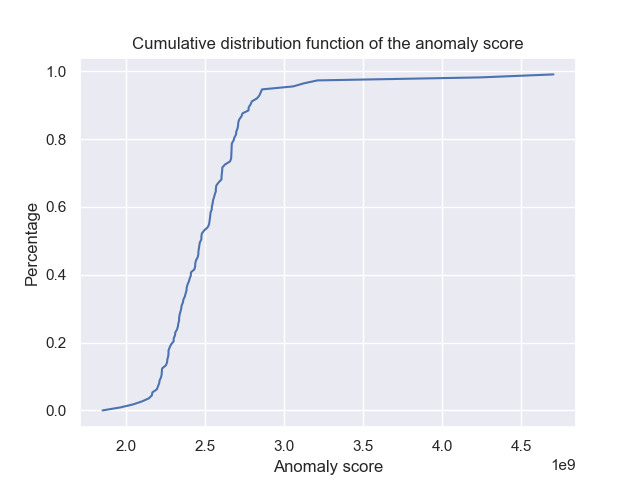 Cumulative distribution function of the anomaly score
1.0
0.8
0.6
0.4
0.2
0.0
Percentage
2.0 2.5 3.0 3.5 4.0 4.5
1e9
Anomaly score